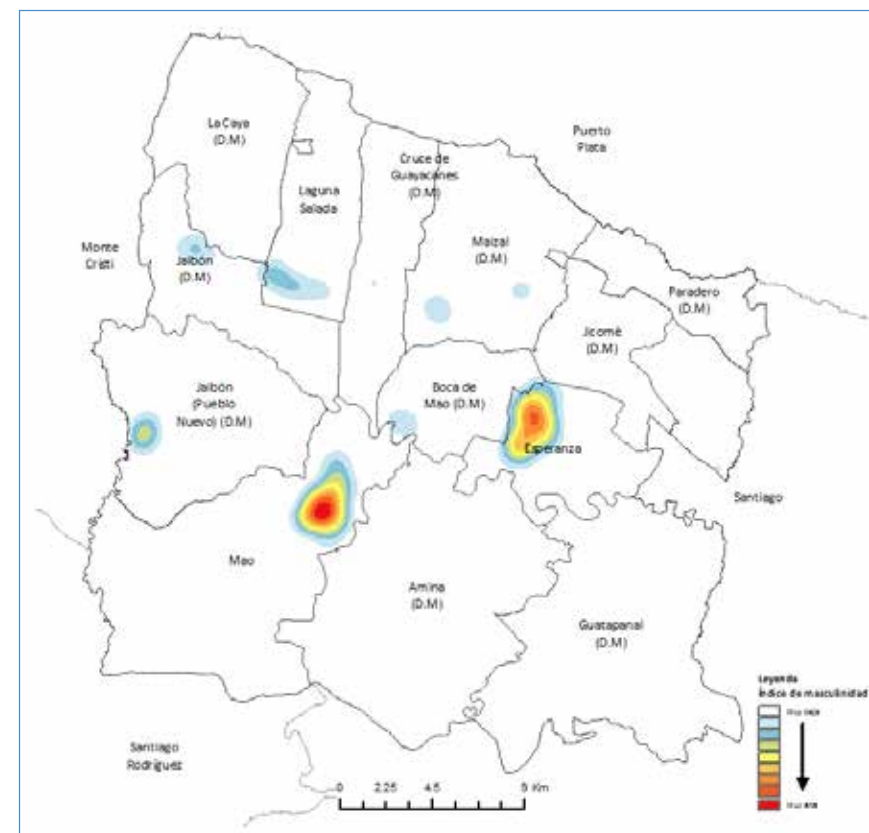 La Caya
(D.M)
Puerto
Plata
Cruce de
Guayacanes
(D.M)
Laguna
Salada
Maizal
(D.M)
Monte
Cristi
Jaibón
(D.M)
Paradero
(D.M)
Jicomé
(D.M)
Jaibón
(Pueblo
Nuevo) (D.M)
Boca de
Mao (D.M)
Esperanza
Santiago
Mao
Amina
(D.M)
Guatapanal
(D.M)
Leyenda
Índice de masculinidad
Santiago
Rodríguez
0 2.25 4.5 9 Km